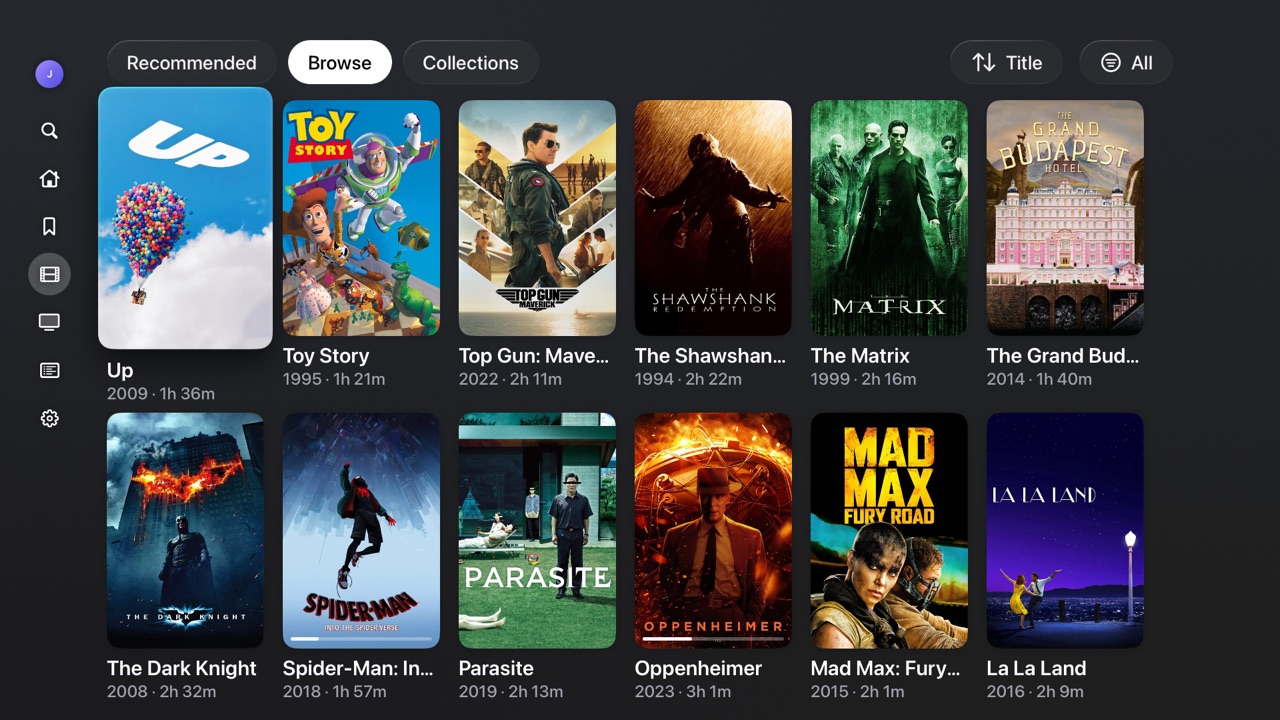 Recommended
Browse
Collections
Title
All
J
UP
TOY
STORY
TOP GUN
MAVERICK
THE
SHAWSHANK
REDEMPTION
MATRIX
THE
GRAND
BUDAPEST
HOTEL
Up
2009 · 1h 36m
Toy Story
1995 · 1h 21m
Top Gun: Mave...
2022 · 2h 11m
The Shawshan...
1994 · 2h 22m
The Matrix
1999 · 2h 16m
The Grand Bud...
2014 · 1h 40m
THE DARK KNIGHT
SPIDER-MAN
INTO THE SPIDER-VERSE
PARASITE
OPPENHEIMER
MAD
MAX
FURY ROAD
LA LA LAND
The Dark Knight
2008 · 2h 32m
Spider-Man: In...
2018 · 1h 57m
Parasite
2019 · 2h 13m
Oppenheimer
2023 · 3h 1m
Mad Max: Fury...
2015 · 2h 1m
La La Land
2016 · 2h 9m